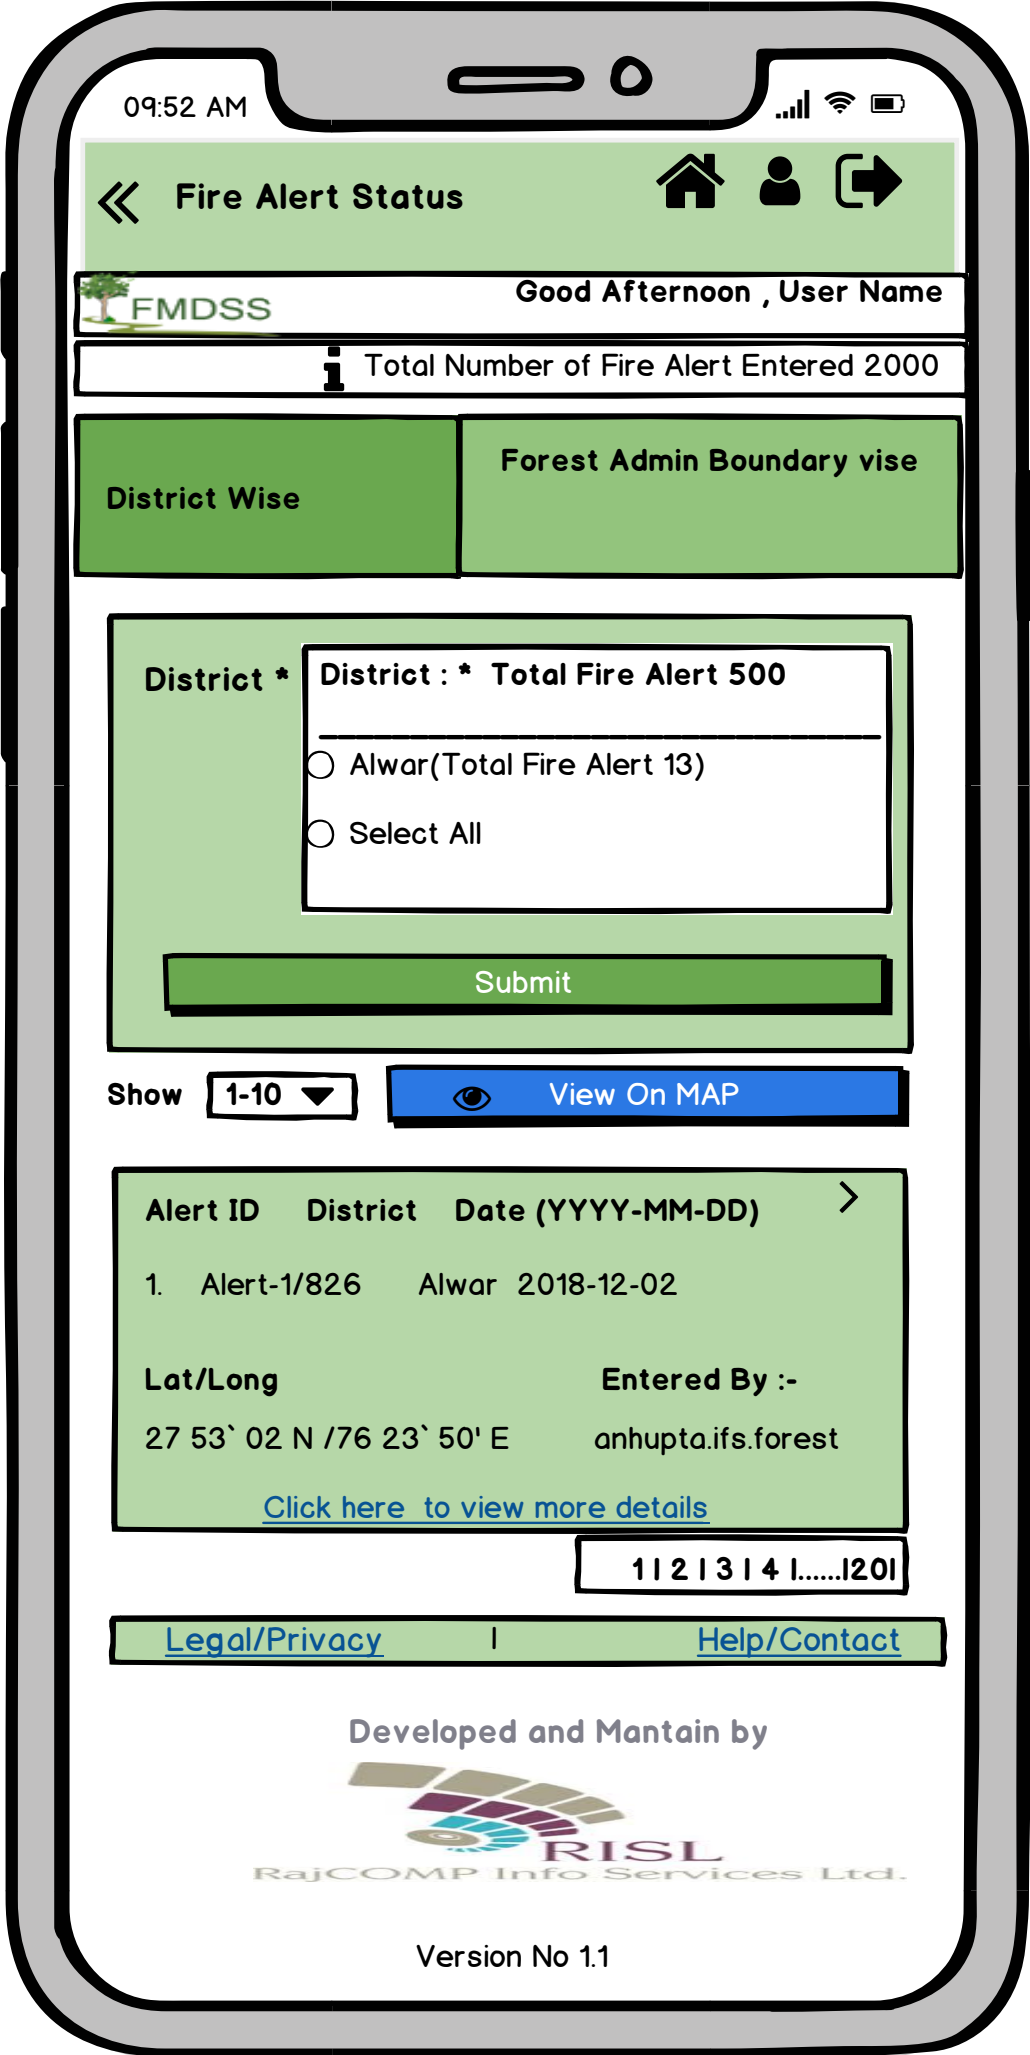 09:52 AM
Fire Alert Status
FMDSS
Good Afternoon , User Name
Total Number of Fire Alert Entered 2000
Forest Admin Boundary vise
District Wise
District *
District : * Total Fire Alert 500
Alwar(Total Fire Alert 13)
Select All
Submit
Show 1-10 View On MAP
Alert ID District Date (YYYY-MM-DD)
1. Alert-1/826 Alwar 2018-12-02
Lat/Long Entered By :-
27 53` 02 N /76 23` 50' E anhupta.ifs.forest
Click here to view more details
1 | 2 | 3 | 4 |......|20|
Legal/Privacy | Help/Contact
Developed and Mantain by
RISL
RajCOMP Info Services Ltd.
Version No 1.1